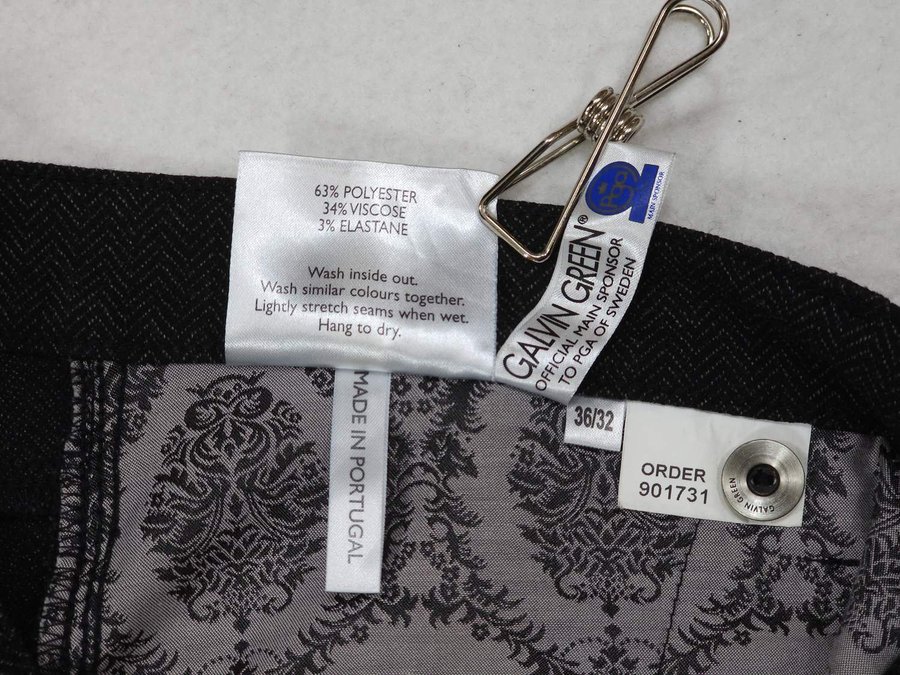 63% POLYESTER
34% VISCOSE
3% ELASTANE
Wash inside out.
Wash similar colours together.
Lightly stretch seams when wet.
Hang to dry.
MADE IN PORTUGAL
Pga
MAIN SPONSOR
GALVIN GREEN®
OFFICIAL MAIN SPONSOR
TO PGA OF SWEDEN
36/32
ORDER
901731
GALVIN GREEN